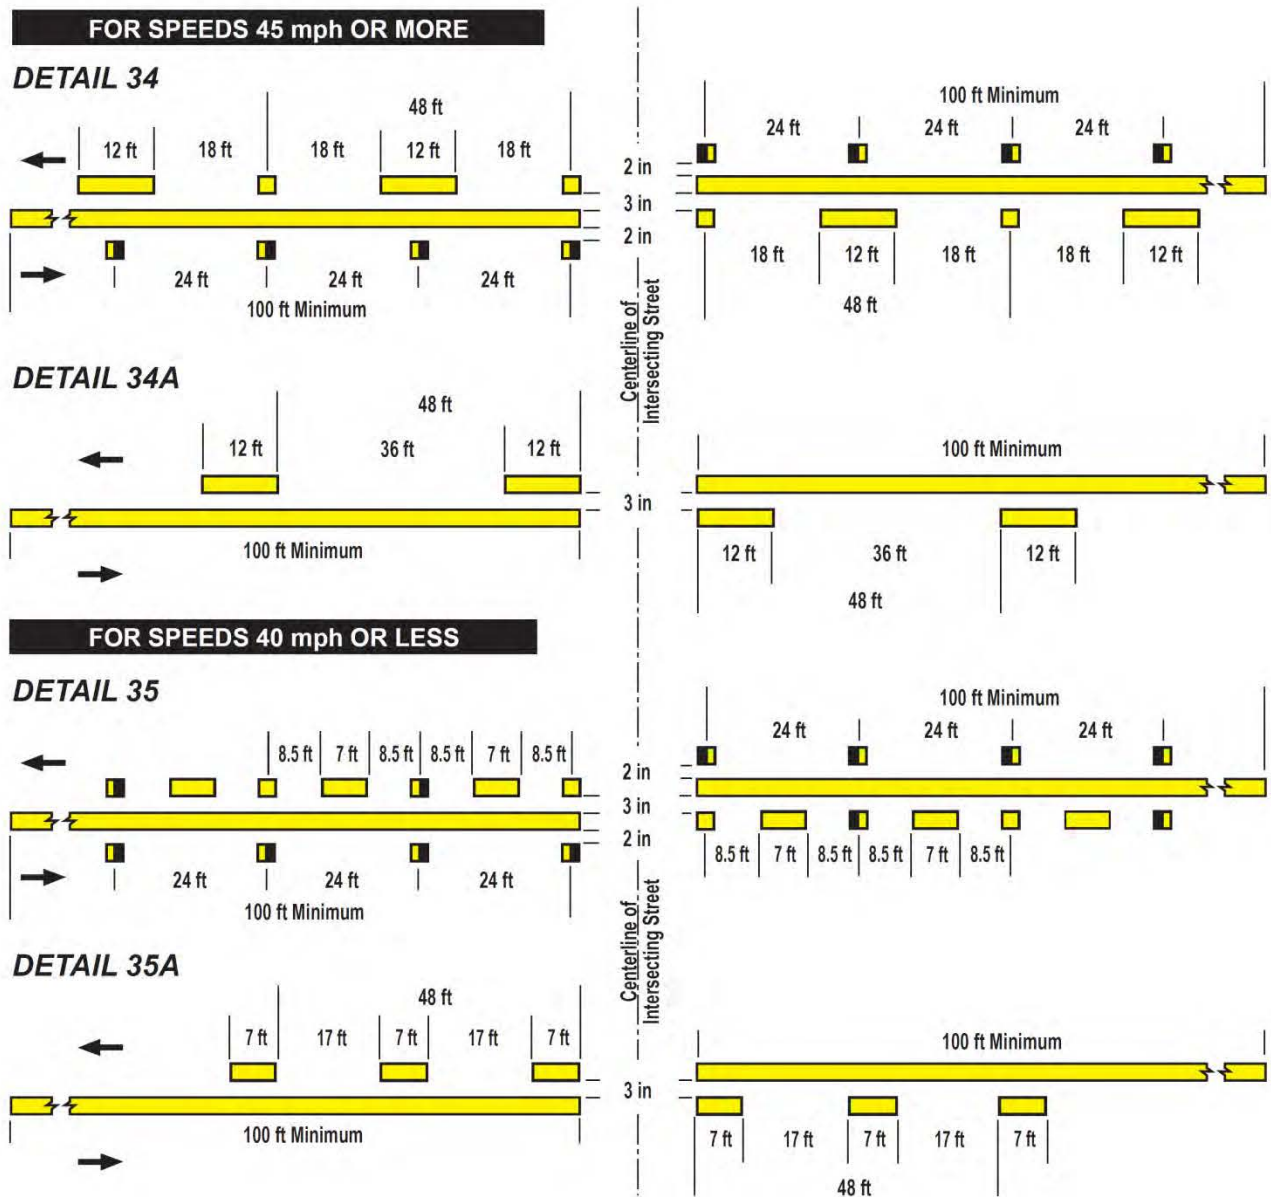 FOR SPEEDS 45 mph OR MORE
DETAIL 34
48 ft
12 ft 18 ft 18 ft 12 ft 18 ft
24 ft 24 ft 24 ft
100 ft Minimum
2 in
3 in
2 in
100 ft Minimum
24 ft 24 ft 24 ft
18 ft 12 ft 18 ft 18 ft 12 ft
48 ft
Centerline of
Intersecting Street
DETAIL 34A
48 ft
12 ft 36 ft 12 ft
100 ft Minimum
3 in
100 ft Minimum
12 ft 36 ft 12 ft
48 ft
FOR SPEEDS 40 mph OR LESS
DETAIL 35
8.5 ft 7 ft 8.5 ft 8.5 ft 7 ft 8.5 ft
24 ft 24 ft 24 ft
100 ft Minimum
2 in
3 in
2 in
100 ft Minimum
24 ft 24 ft 24 ft
8.5 ft 7 ft 8.5 ft 8.5 ft 7 ft 8.5 ft
Centerline of
Intersecting Street
DETAIL 35A
48 ft
7 ft 17 ft 7 ft 17 ft 7 ft
100 ft Minimum
3 in
100 ft Minimum
7 ft 17 ft 7 ft 17 ft 7 ft
48 ft